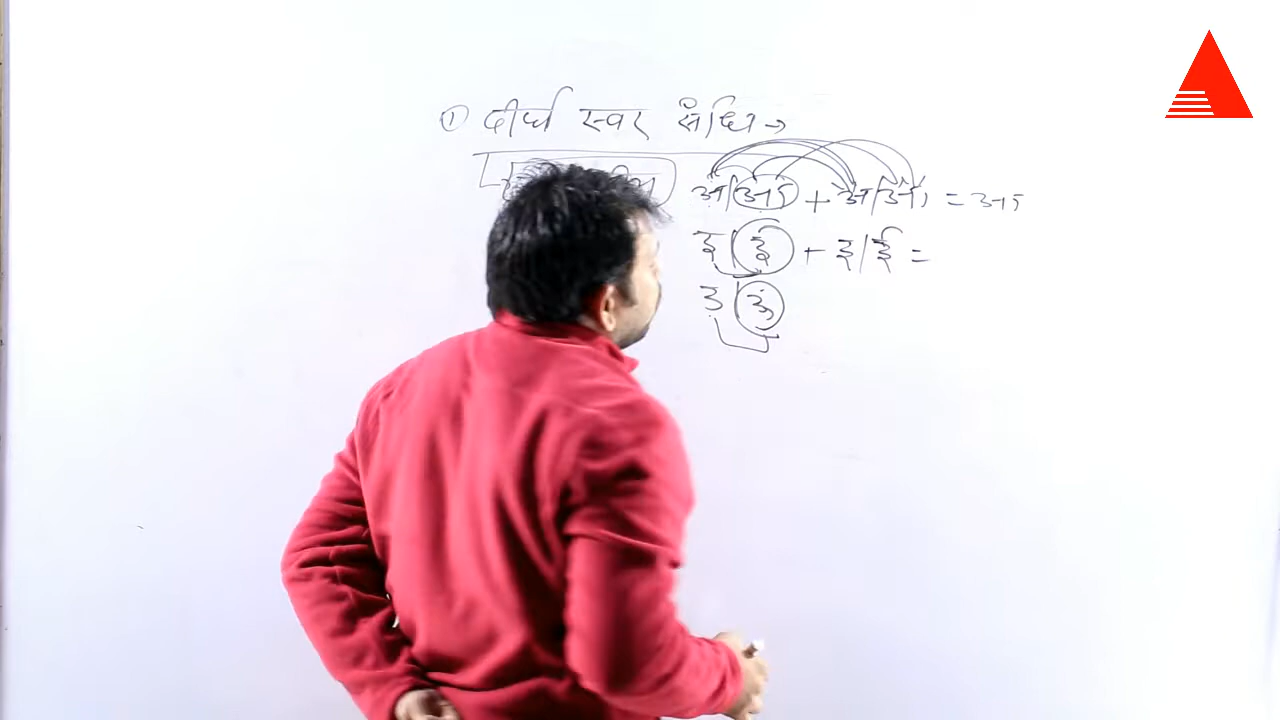 ① दीर्घ स्वर संधि →
अ/आ + अ/आ = आ
इ/ई + इ/ई =
उ/ऊ